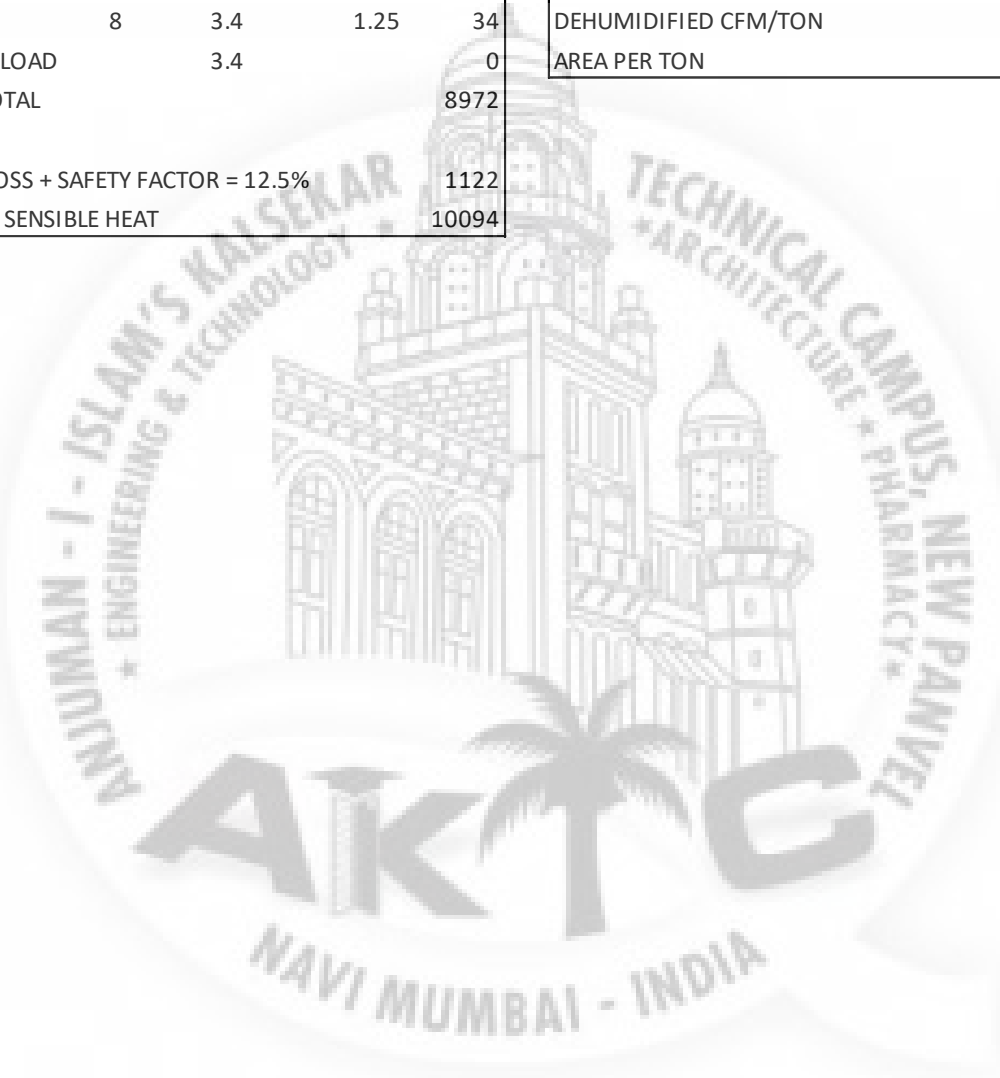 8 3.4 1.25 34
LOAD 3.4 0
OTAL 8972
OSS + SAFETY FACTOR = 12.5% 1122
SENSIBLE HEAT 10094
DEHUMIDIFIED CFM/TON
AREA PER TON
ANJUMAN - I - ISLAM'S KALSEKAR TECHNICAL CAMPUS, NEW PANVEL
* ENGINEERING & TECHNOLOGY * *ARCHITECTURE * PHARMACY*
AKTC
NAVI MUMBAI - INDIA